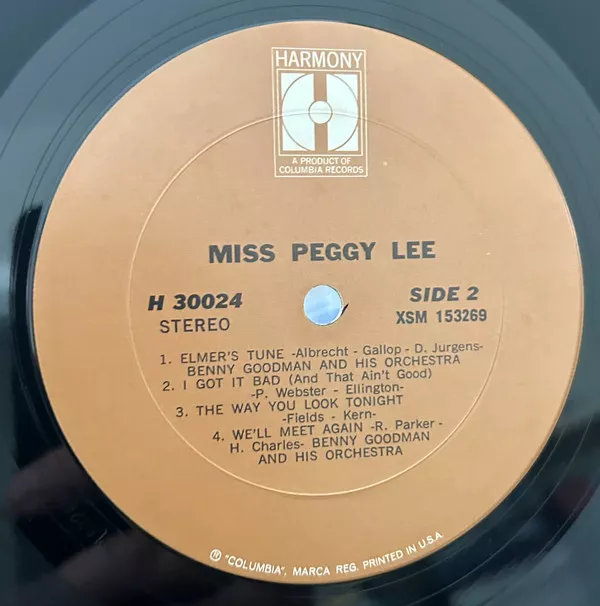 HARMONY
H
A PRODUCT OF
COLUMBIA RECORDS
MISS PEGGY LEE
H 30024
STEREO
SIDE 2
XSM 153269
1. ELMER'S TUNE -Albrecht - Gallop - D. Jurgens-
BENNY GOODMAN AND HIS ORCHESTRA
2. I GOT IT BAD (And That Ain't Good)
-P. Webster - Ellington-
3. THE WAY YOU LOOK TONIGHT
-Fields - Kern-
4. WE'LL MEET AGAIN -R. Parker -
H. Charles- BENNY GOODMAN
AND HIS ORCHESTRA
® "COLUMBIA", MARCA REG. PRINTED IN U.S.A.